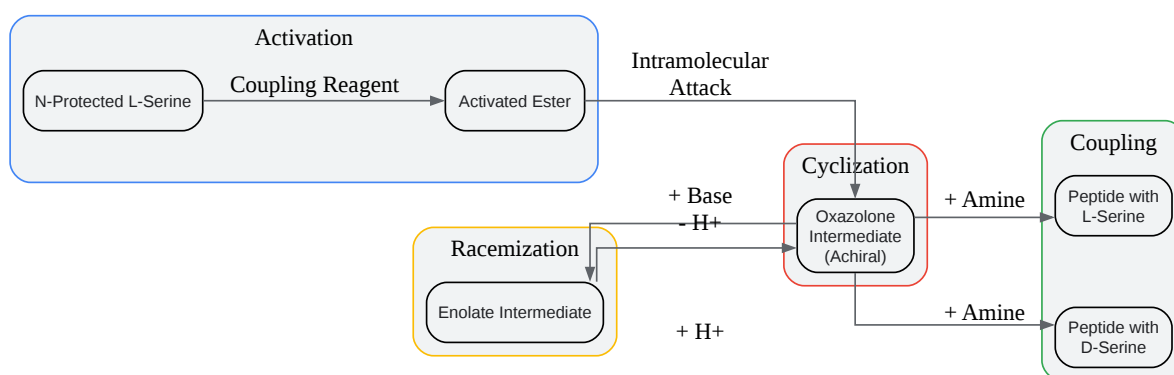 Activation
N-Protected L-Serine
Coupling Reagent
Activated Ester
Intramolecular
Attack
Cyclization
Oxazolone
Intermediate
(Achiral)
+ Base
- H+
Racemization
Enolate Intermediate
+ H+
+ Amine
+ Amine
Coupling
Peptide with
L-Serine
Peptide with
D-Serine